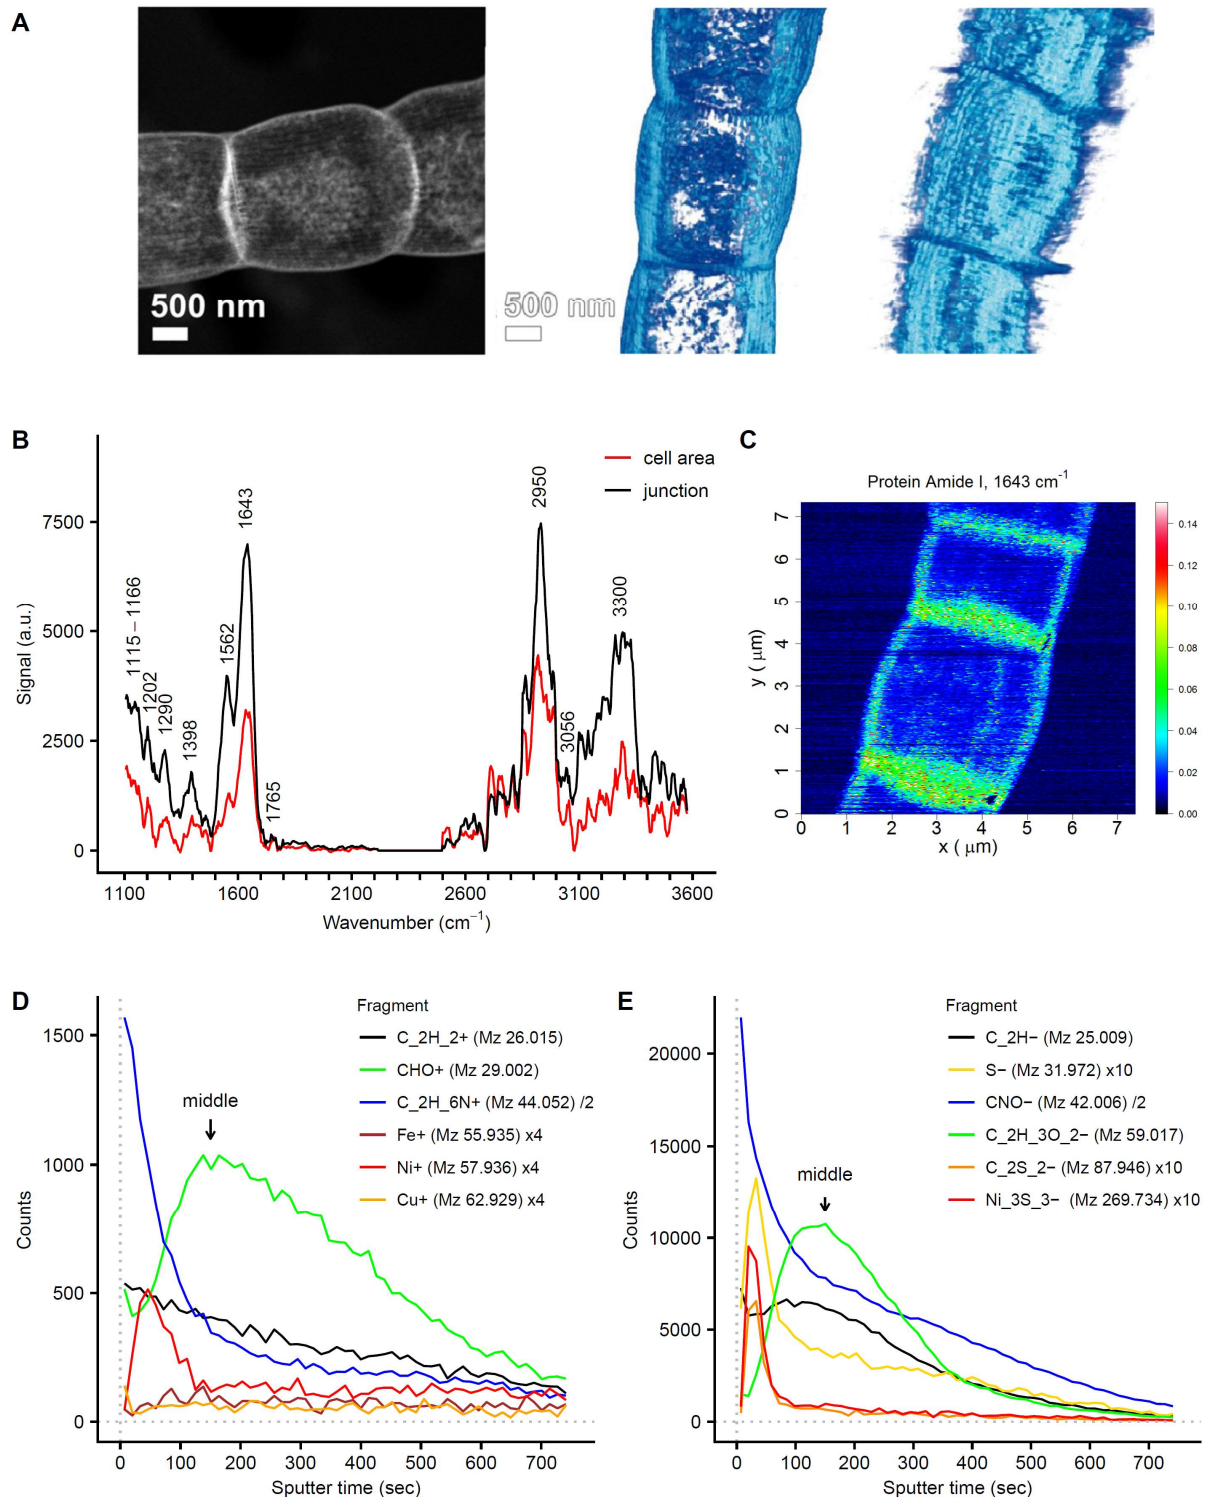 A
500 nm
500 nm
B
cell area
junction
Signal (a.u.)
7500
5000
2500
0
1115 – 1166
1202
1290
1398
1562
1643
1765
2950
3056
3300
1100 1600 2100 2600 3100 3600
Wavenumber (cm⁻¹)
C
Protein Amide I, 1643 cm⁻¹
y ( μm)
7
6
5
4
3
2
1
0
0 1 2 3 4 5 6 7
x ( μm)
0.14
0.12
0.10
0.08
0.06
0.04
0.02
0.00
D
Fragment
C_2H_2+ (Mz 26.015)
CHO+ (Mz 29.002)
C_2H_6N+ (Mz 44.052) /2
Fe+ (Mz 55.935) x4
Ni+ (Mz 57.936) x4
Cu+ (Mz 62.929) x4
middle
Counts
1500
1000
500
0
0 100 200 300 400 500 600 700
Sputter time (sec)
E
Fragment
C_2H− (Mz 25.009)
S− (Mz 31.972) x10
CNO− (Mz 42.006) /2
C_2H_3O_2− (Mz 59.017)
C_2S_2− (Mz 87.946) x10
Ni_3S_3− (Mz 269.734) x10
middle
Counts
20000
15000
10000
5000
0
0 100 200 300 400 500 600 700
Sputter time (sec)